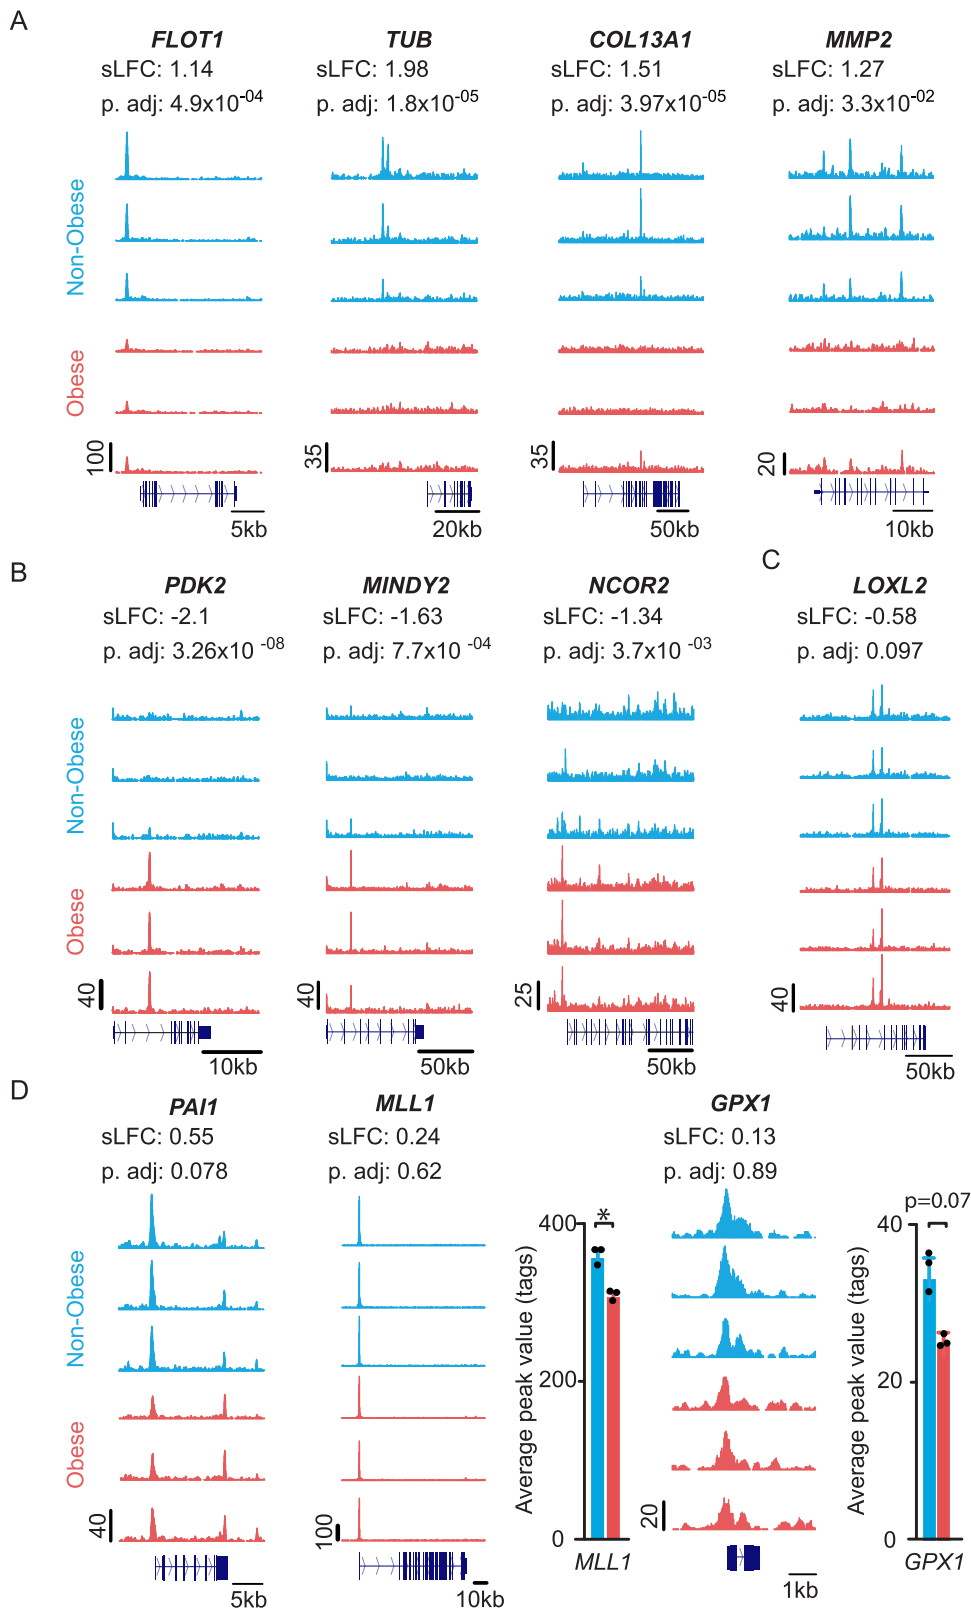 A
FLOT1
sLFC: 1.14
p. adj: 4.9x10-04
TUB
sLFC: 1.98
p. adj: 1.8x10-05
COL13A1
sLFC: 1.51
p. adj: 3.97x10-05
MMP2
sLFC: 1.27
p. adj: 3.3x10-02
Non-Obese
Obese
100
35
35
20
5kb
20kb
50kb
10kb
B
PDK2
sLFC: -2.1
p. adj: 3.26x10 -08
MINDY2
sLFC: -1.63
p. adj: 7.7x10 -04
NCOR2
sLFC: -1.34
p. adj: 3.7x10 -03
C
LOXL2
sLFC: -0.58
p. adj: 0.097
Non-Obese
Obese
40
40
25
40
10kb
50kb
50kb
50kb
D
PAI1
sLFC: 0.55
p. adj: 0.078
MLL1
sLFC: 0.24
p. adj: 0.62
GPX1
sLFC: 0.13
p. adj: 0.89
Non-Obese
Obese
40
100
5kb
10kb
Average peak value (tags)
400
200
0
*
MLL1
20
1kb
Average peak value (tags)
p=0.07
40
20
0
GPX1